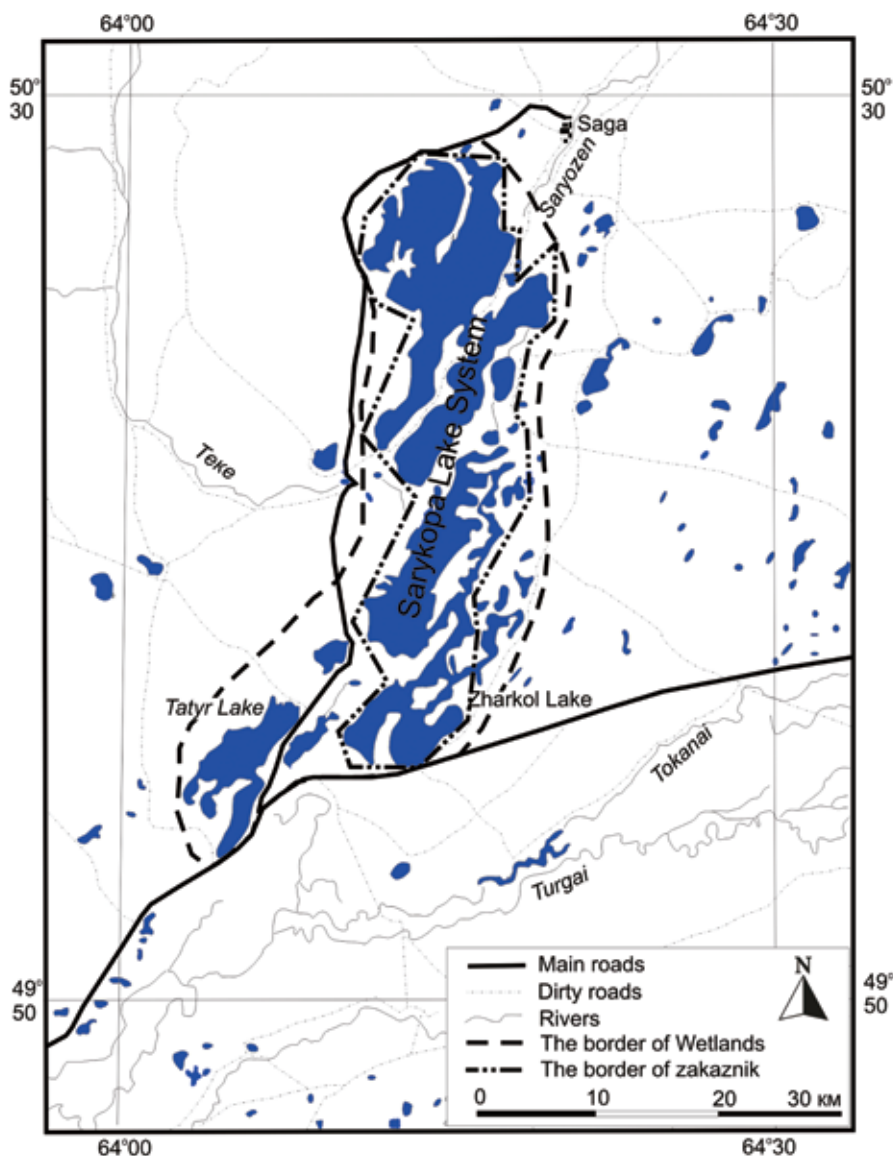 64°00
64°30
50°
30
50°
30
Saga
Saryozen
Sarykopa Lake System
Теке
Tatyr Lake
Zharkol Lake
Tokanai
Turgai
49°
50
49°
50
Main roads
Dirty roads
Rivers
The border of Wetlands
The border of zakaznik
N
0 10 20 30 км
64°00
64°30